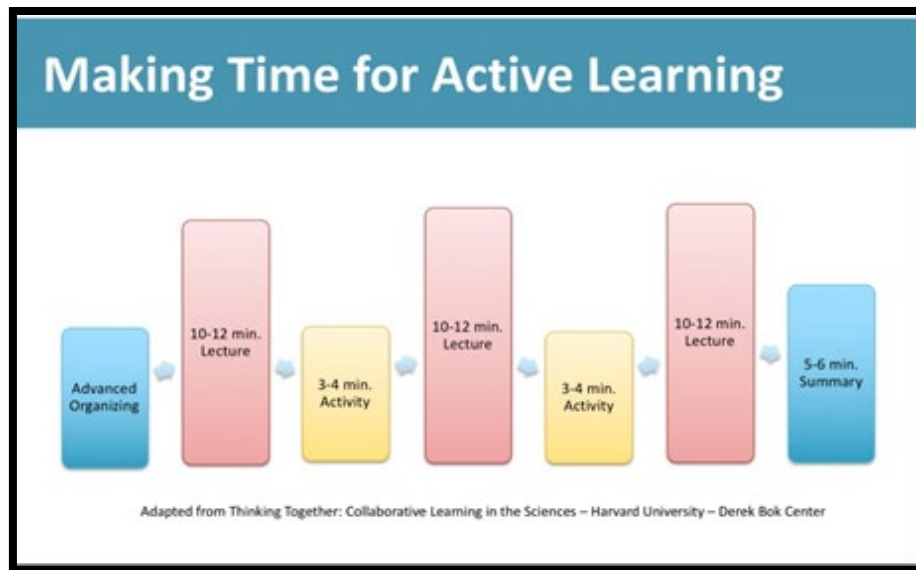 Making Time for Active Learning
Advanced
Organizing
10-12 min.
Lecture
3-4 min.
Activity
10-12 min.
Lecture
3-4 min.
Activity
10-12 min.
Lecture
5-6 min.
Summary
Adapted from Thinking Together: Collaborative Learning in the Sciences – Harvard University – Derek Bok Center